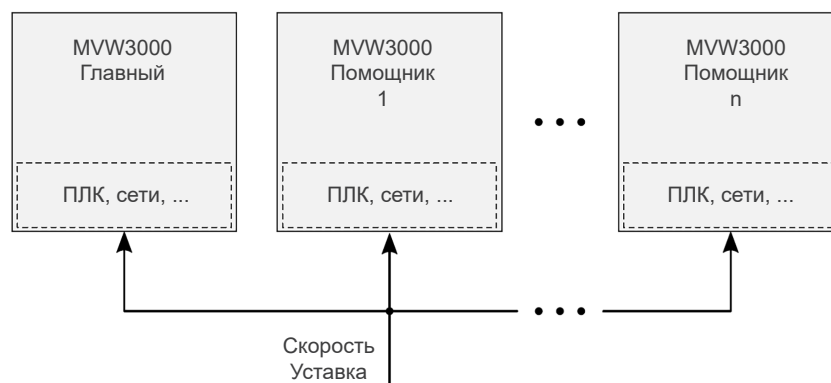 MVW3000
Главный
MVW3000
Помощник
1
MVW3000
Помощник
n
ПЛК, сети, ...
ПЛК, сети, ...
ПЛК, сети, ...
Скорость
Уставка